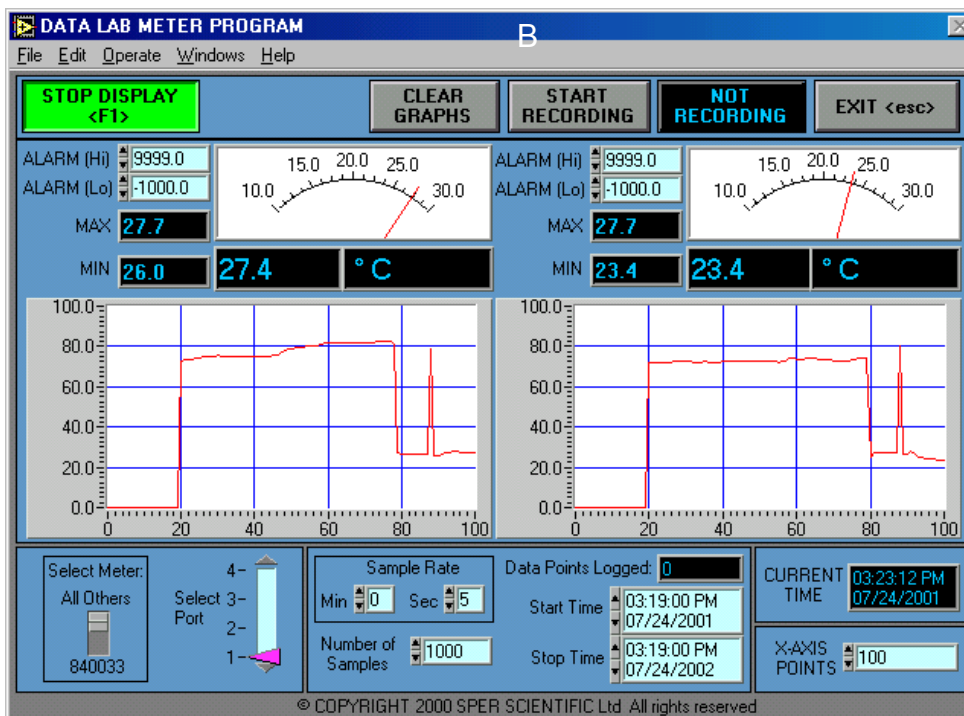 DATA LAB METER PROGRAM
B
File Edit Operate Windows Help
STOP DISPLAY
<F1>
CLEAR
GRAPHS
START
RECORDING
NOT
RECORDING
EXIT <esc>
ALARM (Hi) 9999.0
ALARM (Lo) -1000.0
MAX 27.7
MIN 26.0
10.0 15.0 20.0 25.0 30.0
27.4 ° C
ALARM (Hi) 9999.0
ALARM (Lo) -1000.0
MAX 27.7
MIN 23.4
10.0 15.0 20.0 25.0 30.0
23.4 ° C
100.0
80.0
60.0
40.0
20.0
0.0
0 20 40 60 80 100
100.0
80.0
60.0
40.0
20.0
0.0
0 20 40 60 80 100
Select Meter:
All Others
840033
Select
Port
4
3
2
1
Sample Rate
Min 0 Sec 5
Number of
Samples 1000
Data Points Logged: 0
Start Time 03:19:00 PM
07/24/2001
Stop Time 03:19:00 PM
07/24/2002
CURRENT
TIME
03:23:12 PM
07/24/2001
X-AXIS
POINTS 100
© COPYRIGHT 2000 SPER SCIENTIFIC Ltd All rights reserved